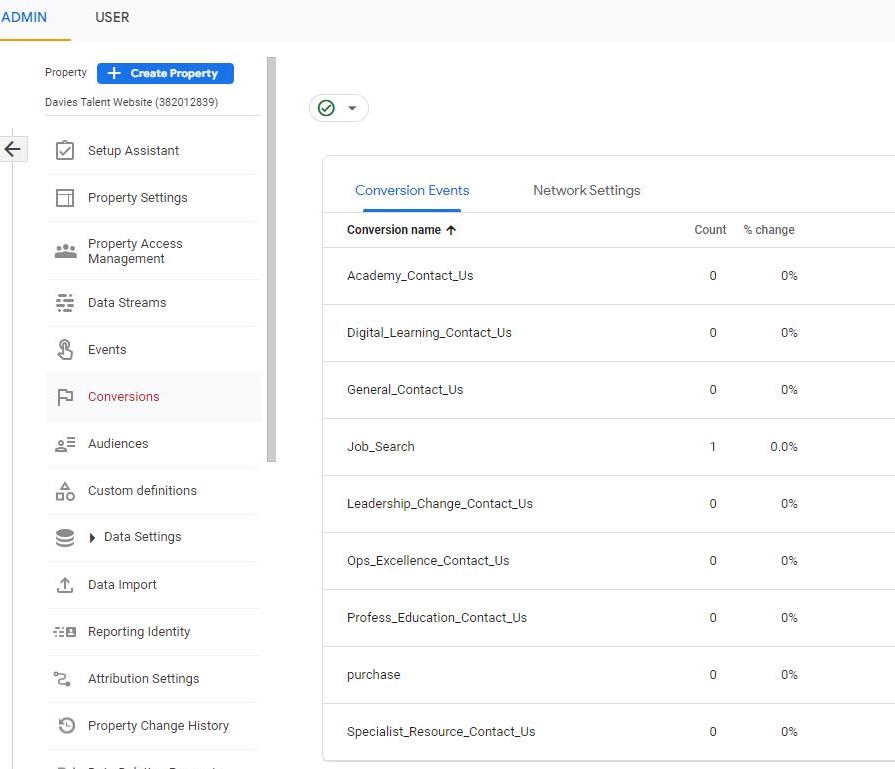 ADMIN USER
Property + Create Property
Davies Talent Website (382012839)
Setup Assistant
Property Settings
Property Access
Management
Data Streams
Events
Conversions
Audiences
Custom definitions
Data Settings
Data Import
Reporting Identity
Attribution Settings
Property Change History
Conversion Events Network Settings
Conversion name Count % change
Academy_Contact_Us 0 0%
Digital_Learning_Contact_Us 0 0%
General_Contact_Us 0 0%
Job_Search 1 0.0%
Leadership_Change_Contact_Us 0 0%
Ops_Excellence_Contact_Us 0 0%
Profess_Education_Contact_Us 0 0%
purchase 0 0%
Specialist_Resource_Contact_Us 0 0%